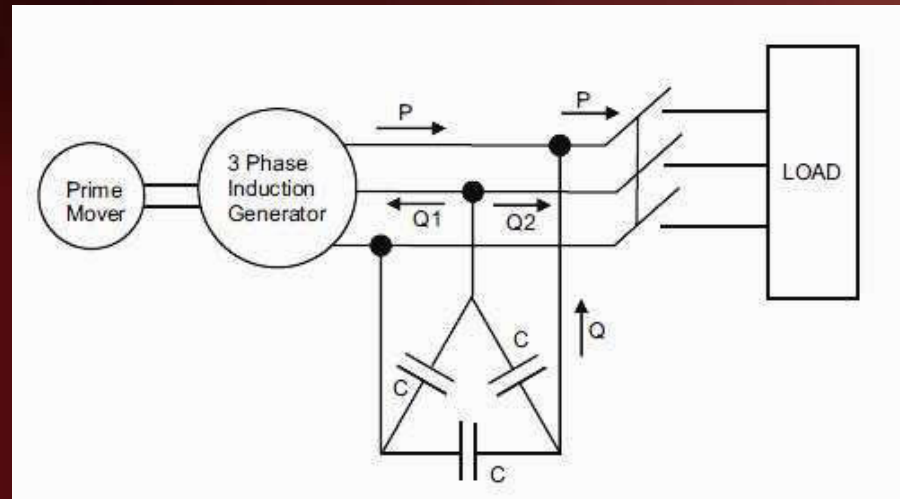 P
P
3 Phase
Induction
Generator
Prime
Mover
LOAD
Q1
Q2
Q
C
C
C